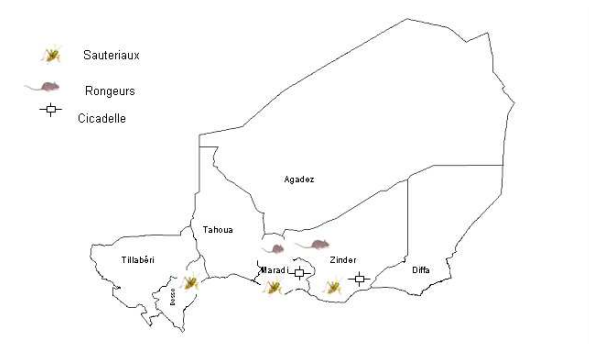 Sauteriaux
Rongeurs
Cicadelle
Agadez
Tahoua
Tillabéri
Maradi
Zinder
Diffa
Dosso